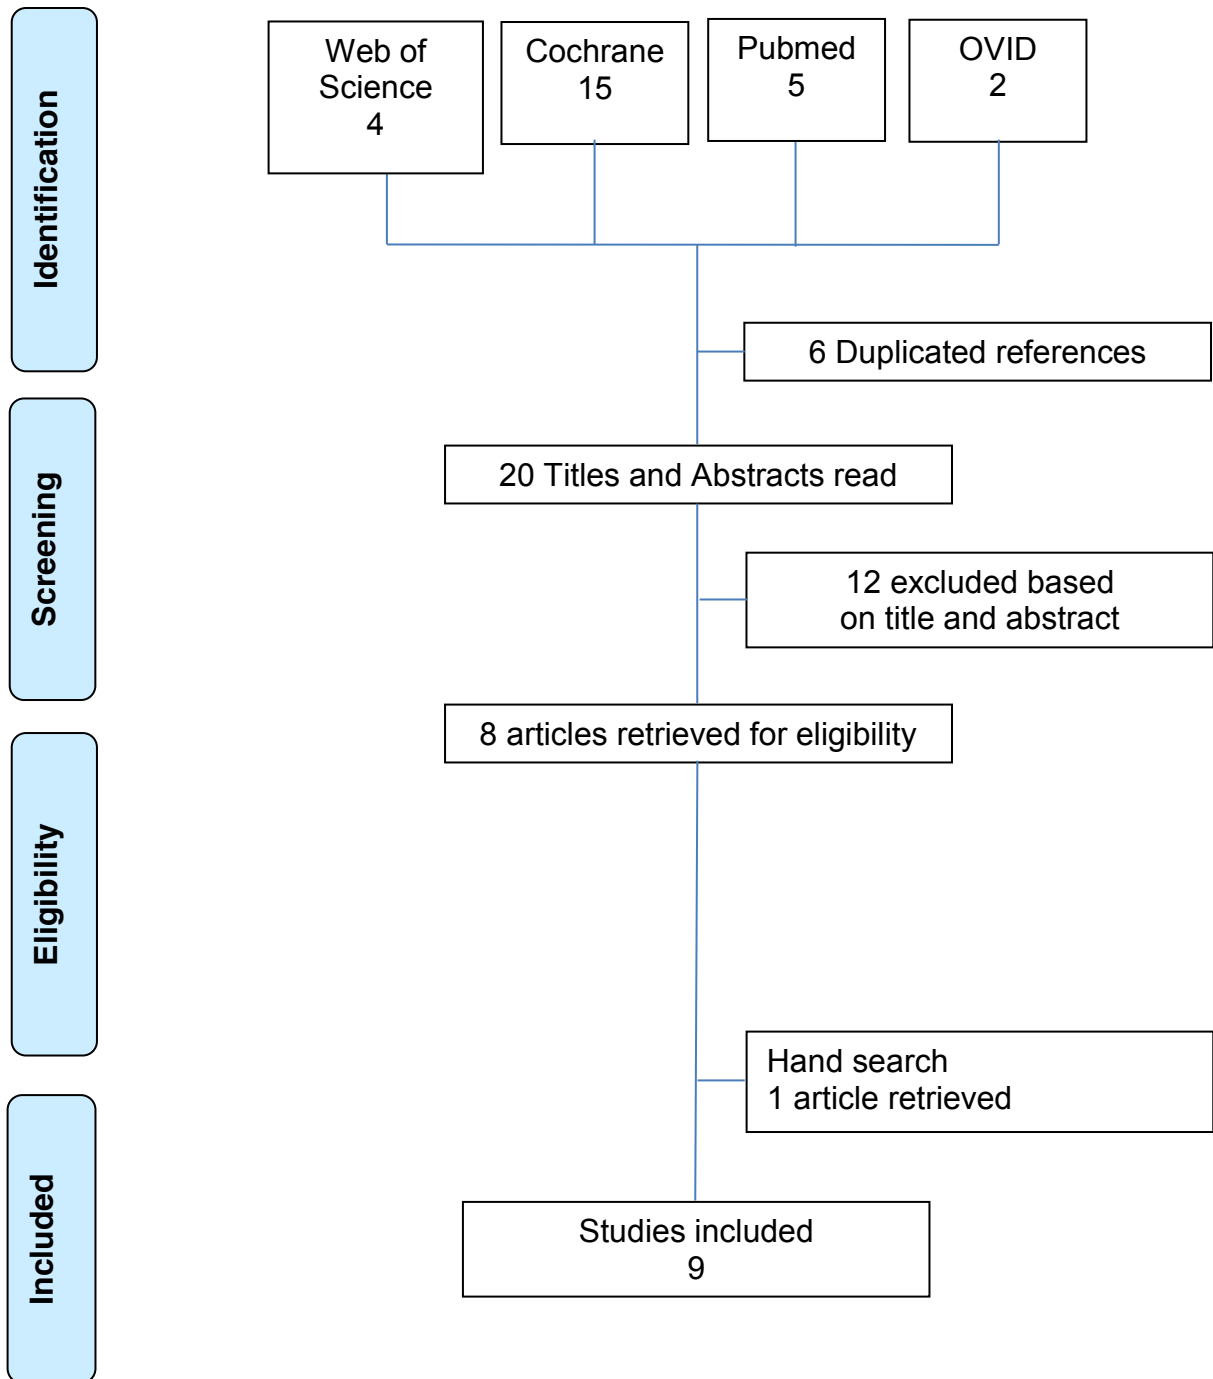 Identification
Web of
Science
4
Cochrane
15
Pubmed
5
OVID
2
6 Duplicated references
Screening
20 Titles and Abstracts read
12 excluded based
on title and abstract
8 articles retrieved for eligibility
Eligibility
Hand search
1 article retrieved
Included
Studies included
9